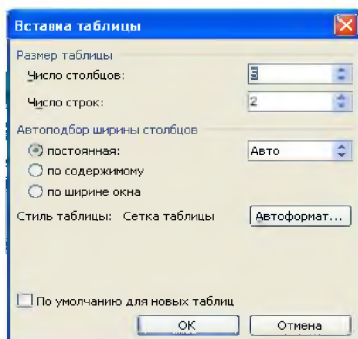 Вставка таблицы
Размер таблицы
Число столбцов: 5
Число строк: 2
Автоподбор ширины столбцов
постоянная: Авто
по содержимому
по ширине окна
Стиль таблицы: Сетка таблицы Автоформат...
По умолчанию для новых таблиц
ОК Отмена